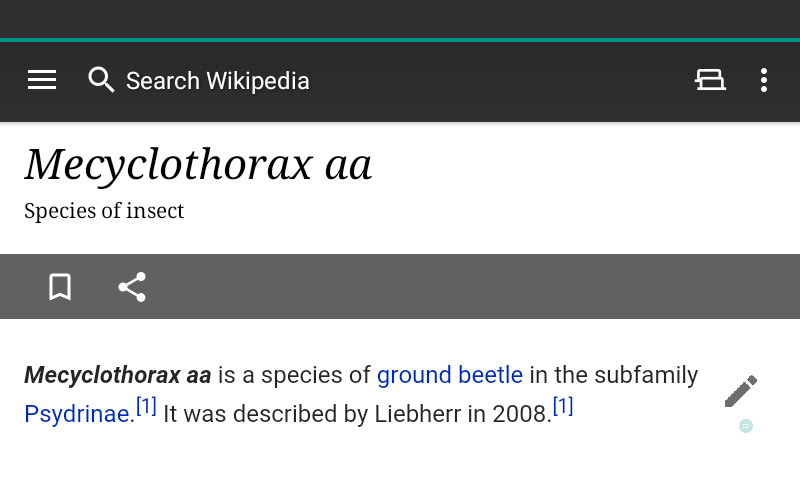 Search Wikipedia
Mecyclothorax aa
Species of insect
Mecyclothorax aa is a species of ground beetle in the subfamily
Psydrinae.[1] It was described by Liebherr in 2008.[1]